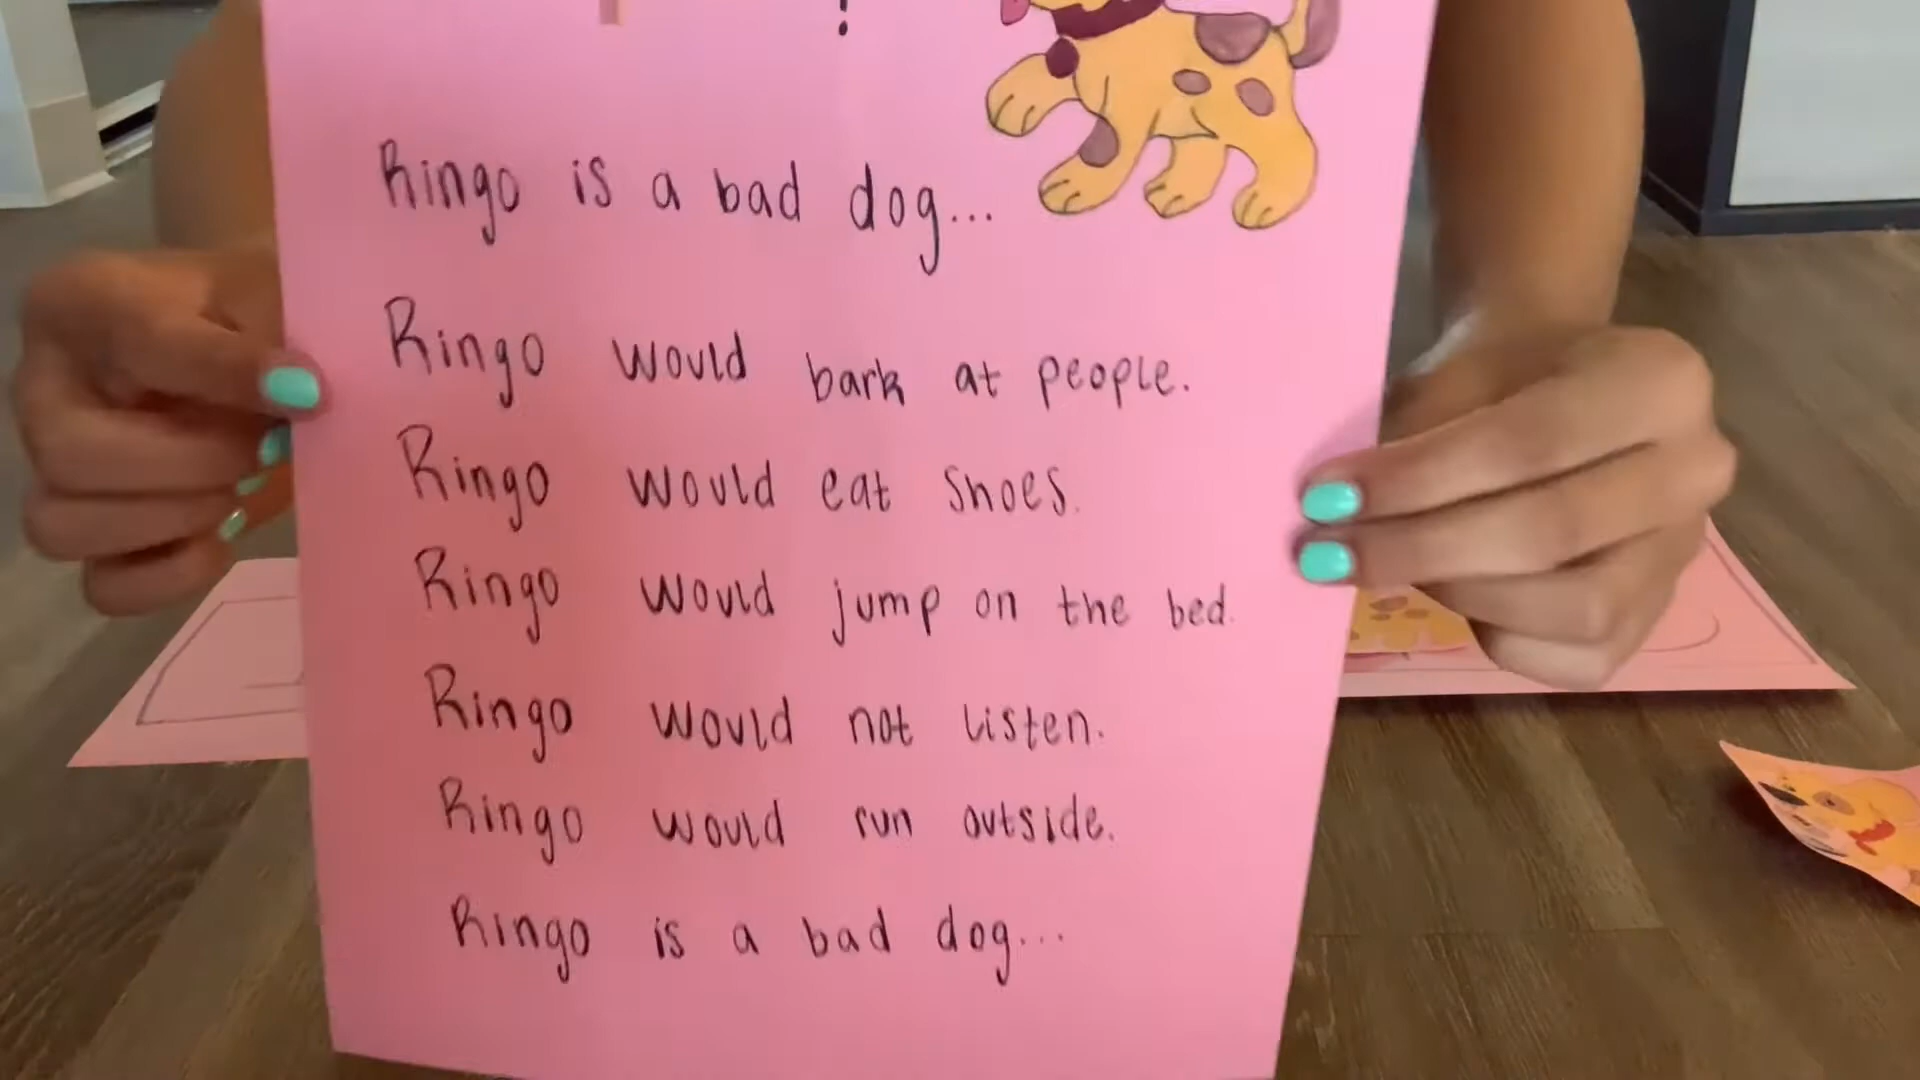 Ringo is a bad dog...
Ringo would bark at people.
Ringo would eat shoes.
Ringo would jump on the bed.
Ringo would not listen.
Ringo would run outside.
Ringo is a bad dog...